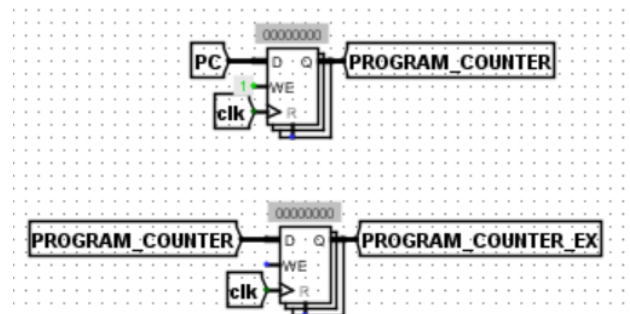 00000000
PC D Q PROGRAM_COUNTER
1 WE
clk R
00000000
PROGRAM_COUNTER D Q PROGRAM_COUNTER_EX
WE
clk R